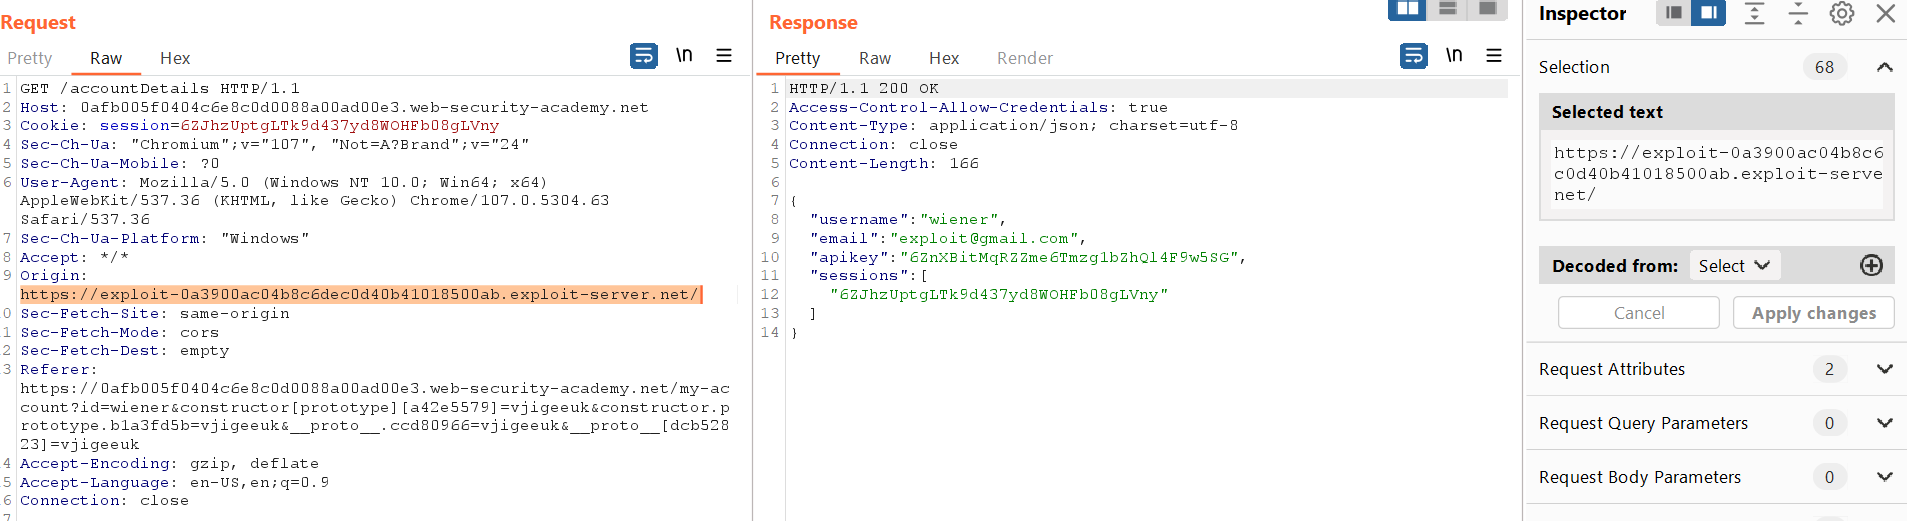 Request
Pretty Raw Hex
\n
1 GET /accountDetails HTTP/1.1
2 Host: 0afb005f0404c6e8c0d0088a00ad00e3.web-security-academy.net
3 Cookie: session=6ZJhzUptgLTk9d437yd8WOHFb08gLVny
4 Sec-Ch-Ua: "Chromium";v="107", "Not=A?Brand";v="24"
5 Sec-Ch-Ua-Mobile: ?0
6 User-Agent: Mozilla/5.0 (Windows NT 10.0; Win64; x64)
AppleWebKit/537.36 (KHTML, like Gecko) Chrome/107.0.5304.63
Safari/537.36
7 Sec-Ch-Ua-Platform: "Windows"
8 Accept: */*
9 Origin:
https://exploit-0a3900ac04b8c6dec0d40b41018500ab.exploit-server.net/
0 Sec-Fetch-Site: same-origin
1 Sec-Fetch-Mode: cors
2 Sec-Fetch-Dest: empty
3 Referer:
https://0afb005f0404c6e8c0d0088a00ad00e3.web-security-academy.net/my-ac
count?id=wiener&constructor[prototype][a42e5579]=vjigeeuk&constructor.p
rototype.b1a3fd5b=vjigeeuk&__proto__.ccd80966=vjigeeuk&__proto__[dcb528
23]=vjigeeuk
4 Accept-Encoding: gzip, deflate
5 Accept-Language: en-US,en;q=0.9
6 Connection: close
7
Response
Pretty Raw Hex Render
\n
1 HTTP/1.1 200 OK
2 Access-Control-Allow-Credentials: true
3 Content-Type: application/json; charset=utf-8
4 Connection: close
5 Content-Length: 166
6
7 {
8 "username":"wiener",
9 "email":"exploit@gmail.com",
10 "apikey":"6ZnXBitMqRZZme6Tmzg1bZhQl4F9w5SG",
11 "sessions":[
12 "6ZJhzUptgLTk9d437yd8WOHFb08gLVny"
13 ]
14 }
Inspector
Selection 68
Selected text
https://exploit-0a3900ac04b8c6
c0d40b41018500ab.exploit-serve
net/
Decoded from: Select
Cancel Apply changes
Request Attributes 2
Request Query Parameters 0
Request Body Parameters 0